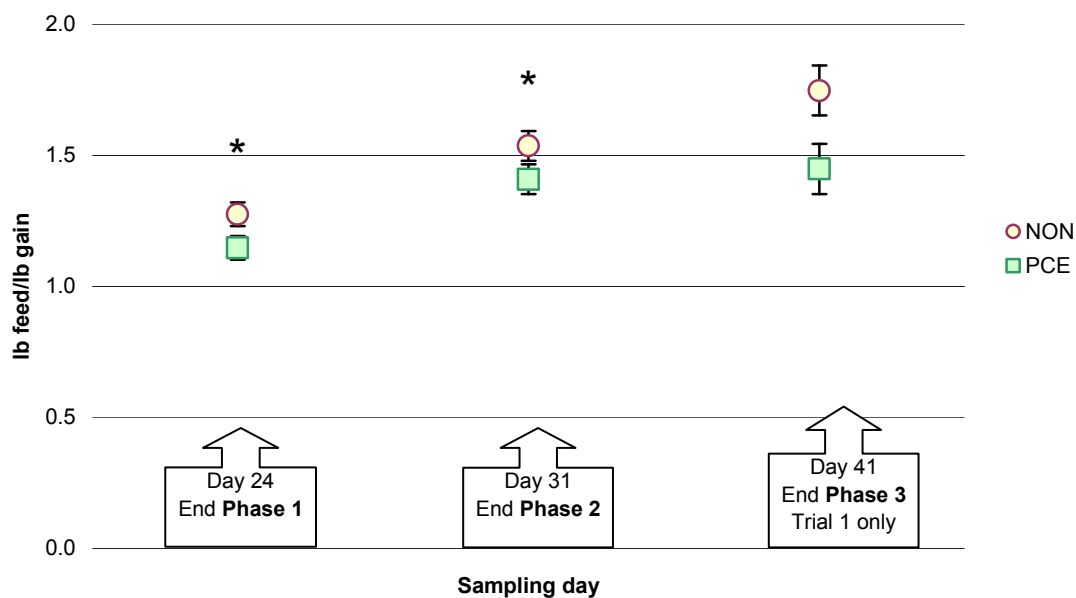 2.0
1.5
1.0
0.5
0.0
lb feed/lb gain
*
*
NON
PCE
Day 24
End Phase 1
Day 31
End Phase 2
Day 41
End Phase 3
Trial 1 only
Sampling day